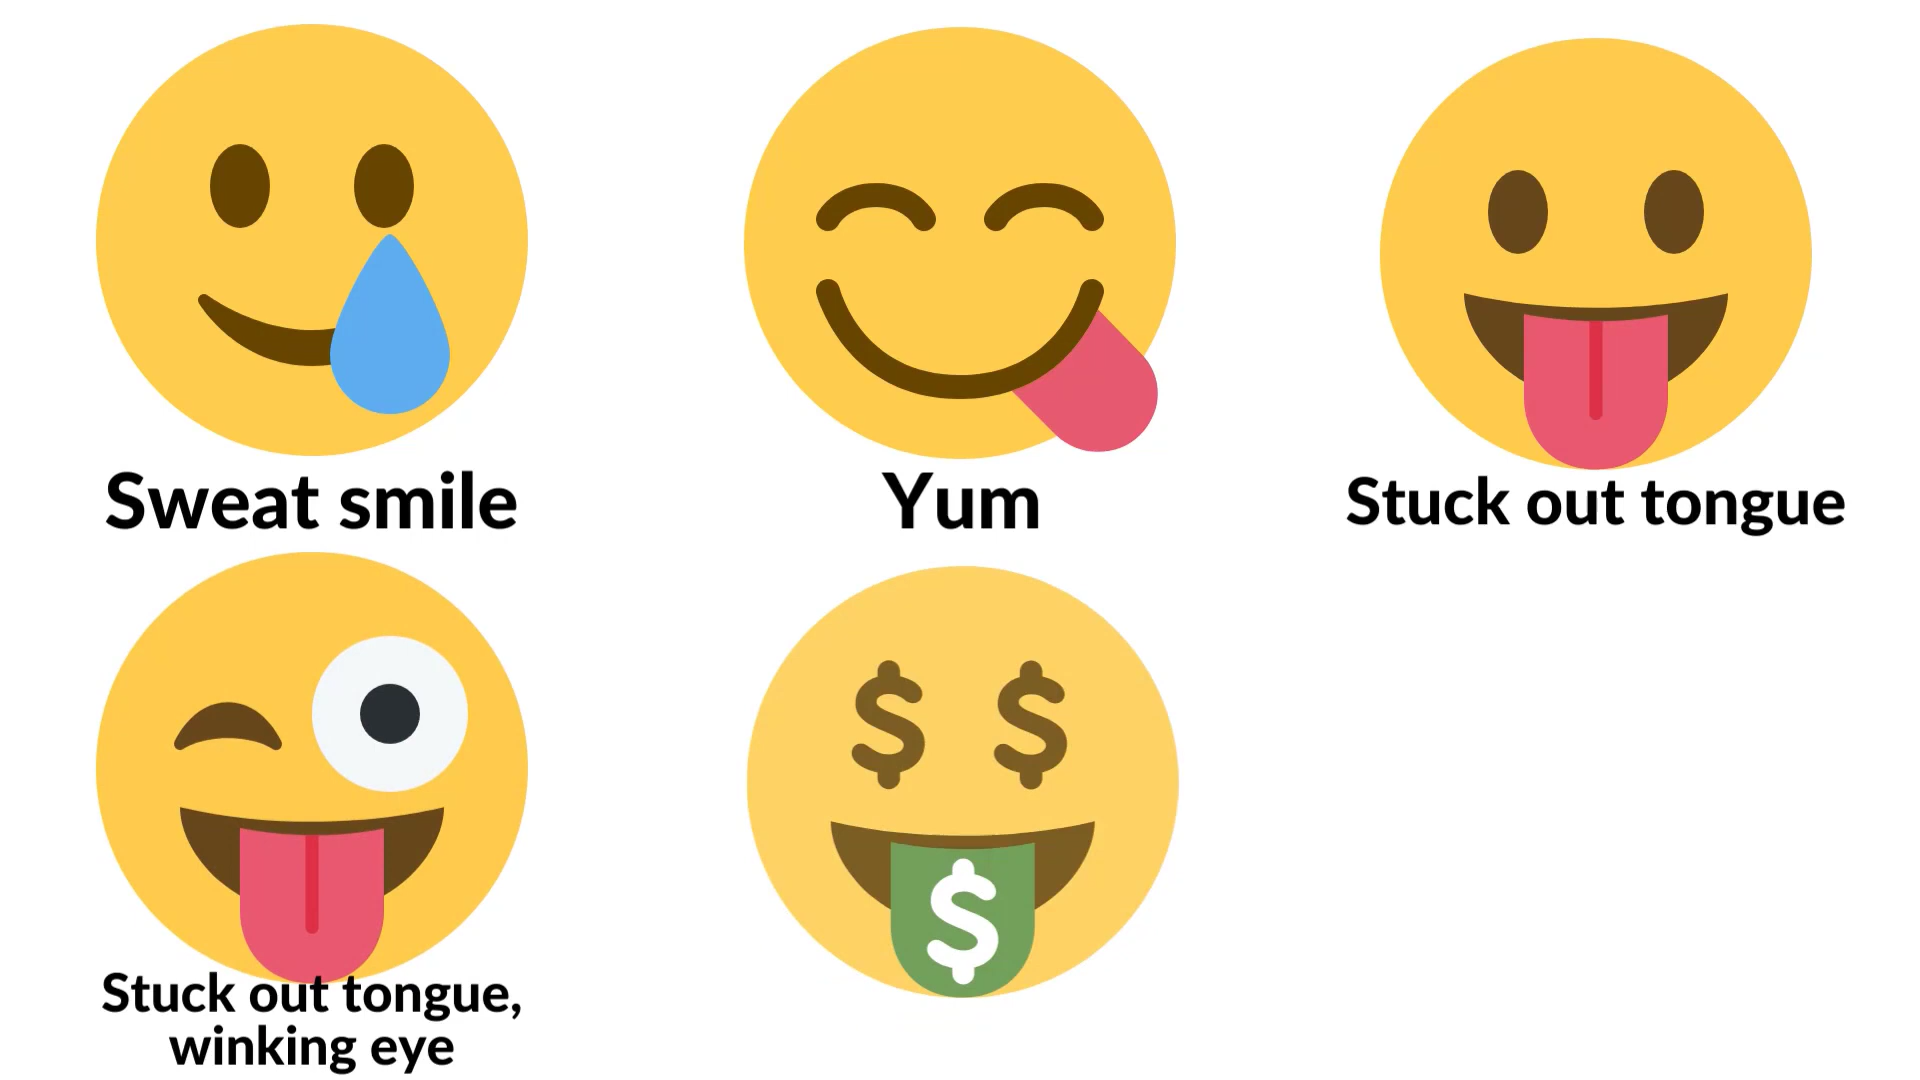 Sweat smile
Yum
Stuck out tongue
Stuck out tongue,
winking eye
$ $
$